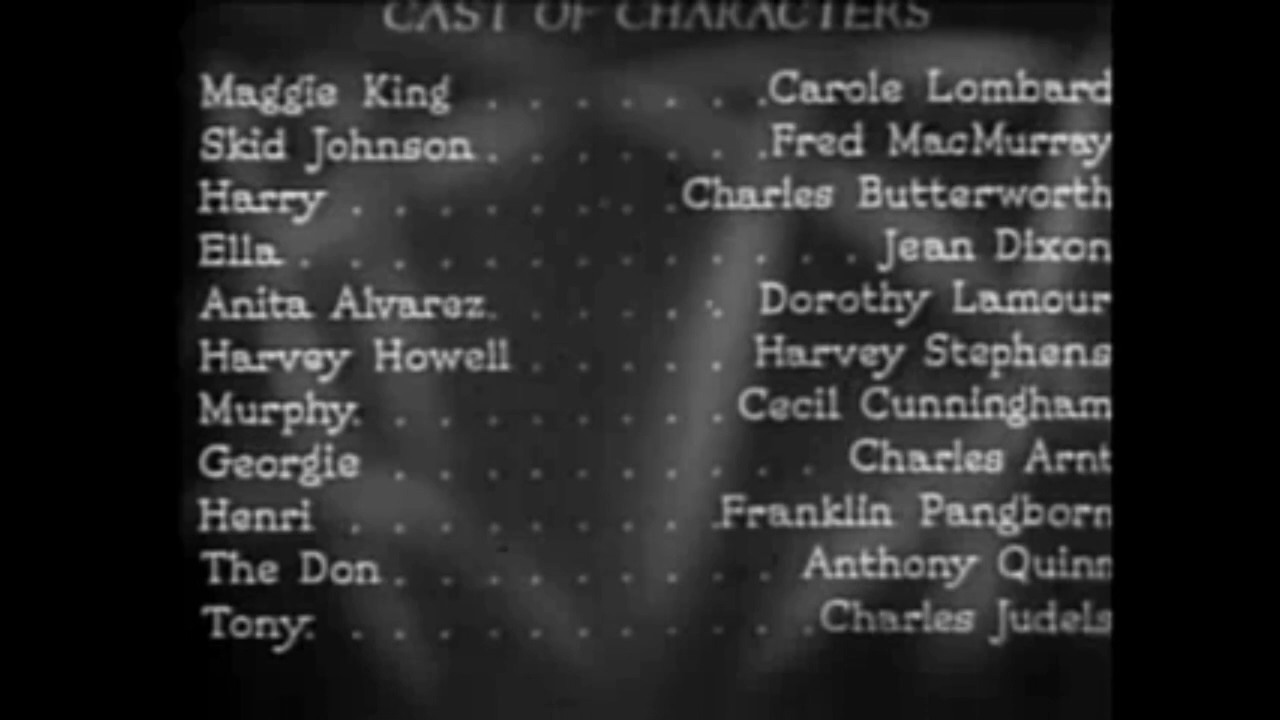 CAST OF CHARACTERS
Maggie King . . . . . . .Carole Lombard
Skid Johnson. . . . . . .Fred MacMurray
Harry . . . . . . . .Charles Butterworth
Ella. . . . . . . . . . . . . Jean Dixon
Anita Alvarez. . . . . . Dorothy Lamour
Harvey Howell . . . . . Harvey Stephens
Murphy. . . . . . . . .Cecil Cunningham
Georgie . . . . . . . . . . Charles Arnt
Henri . . . . . . . . .Franklin Pangborn
The Don. . . . . . . . . Anthony Quinn
Tony. . . . . . . . . . . .Charles Judels